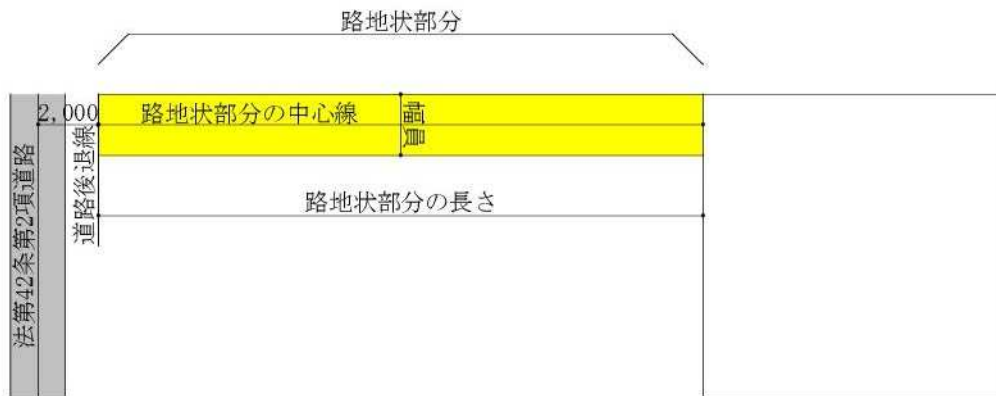 路地状部分
2,000
路地状部分の中心線
幅員
道路後退線
法第42条第2項道路
路地状部分の長さ